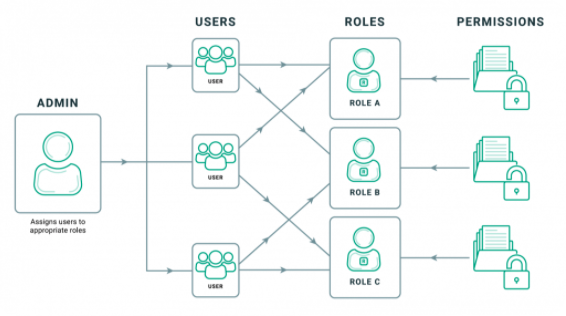 USERS
ROLES
PERMISSIONS
USER
ROLE A
ADMIN
USER
ROLE B
Assigns users to
appropriate roles
USER
ROLE C